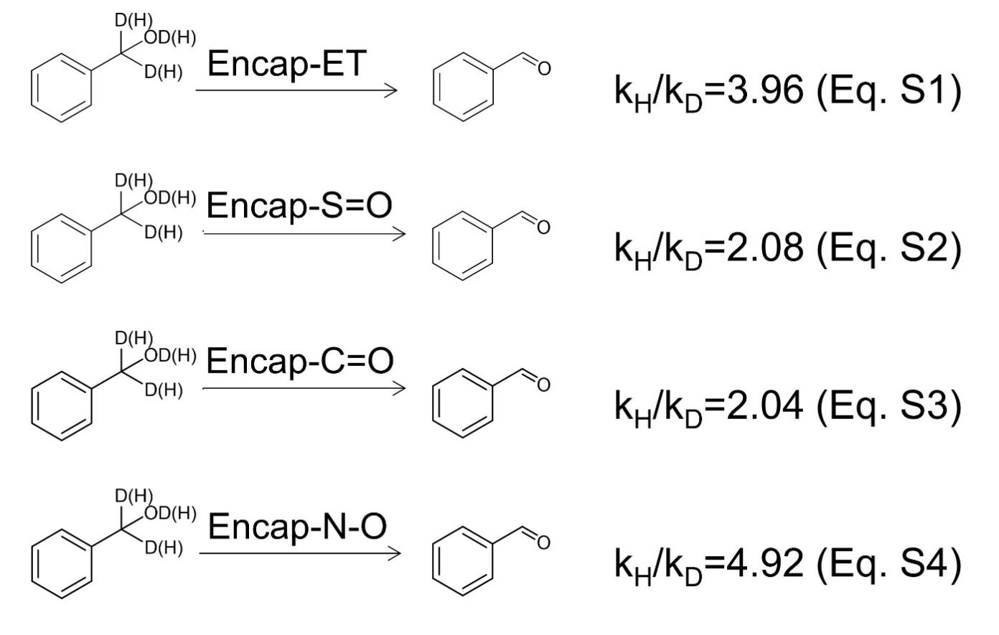 D(H)
OD(H)
D(H)
Encap-ET
O
kH/kD=3.96 (Eq. S1)
D(H)
OD(H)
D(H)
Encap-S=O
O
kH/kD=2.08 (Eq. S2)
D(H)
OD(H)
D(H)
Encap-C=O
O
kH/kD=2.04 (Eq. S3)
D(H)
OD(H)
D(H)
Encap-N-O
O
kH/kD=4.92 (Eq. S4)